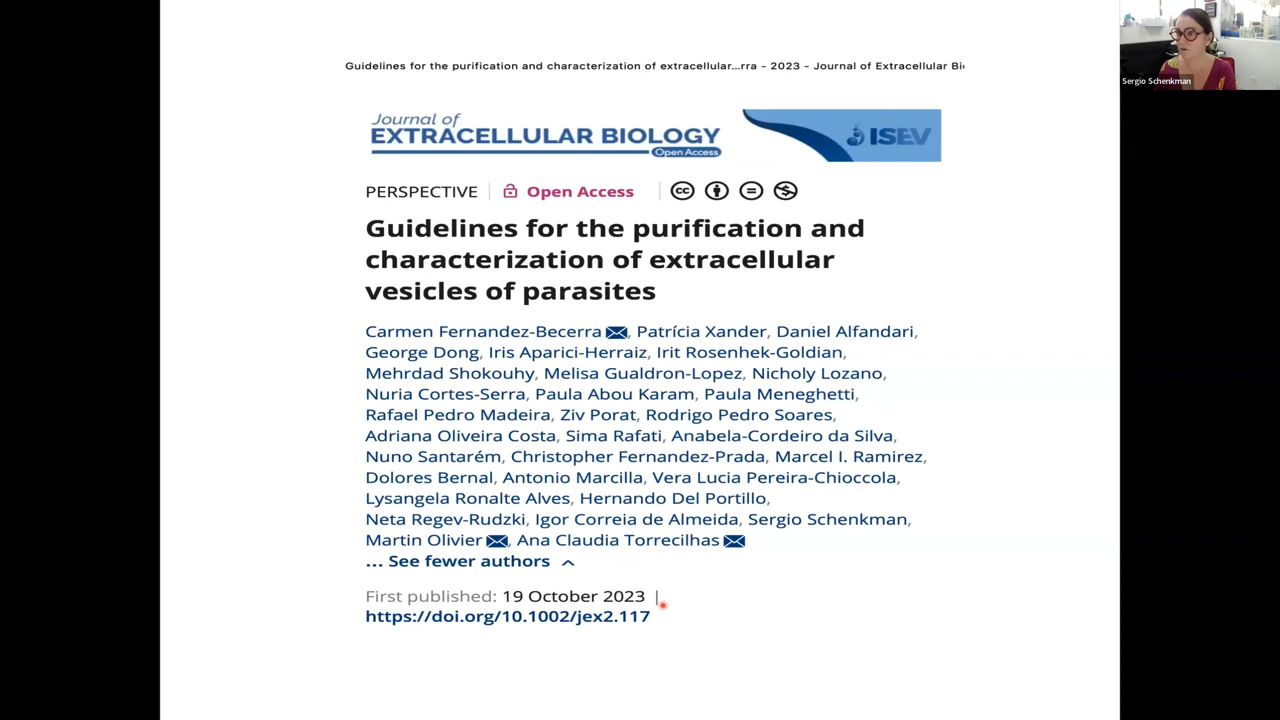 Guidelines for the purification and characterization of extracellular...rra – 2023 – Journal of Extracellular Bi
Sergio Schenkman
Journal of
EXTRACELLULAR BIOLOGY
Open Access
ISEV
PERSPECTIVE | Open Access | cc
Guidelines for the purification and
characterization of extracellular
vesicles of parasites
Carmen Fernandez-Becerra, Patrícia Xander, Daniel Alfandari,
George Dong, Iris Aparici-Herraiz, Irit Rosenhek-Goldian,
Mehrdad Shokouhy, Melisa Gualdron-Lopez, Nicholy Lozano,
Nuria Cortes-Serra, Paula Abou Karam, Paula Meneghetti,
Rafael Pedro Madeira, Ziv Porat, Rodrigo Pedro Soares,
Adriana Oliveira Costa, Sima Rafati, Anabela-Cordeiro da Silva,
Nuno Santarém, Christopher Fernandez-Prada, Marcel I. Ramirez,
Dolores Bernal, Antonio Marcilla, Vera Lucia Pereira-Chioccola,
Lysangela Ronalte Alves, Hernando Del Portillo,
Neta Regev-Rudzki, Igor Correia de Almeida, Sergio Schenkman,
Martin Olivier, Ana Claudia Torrecilhas
... See fewer authors
First published: 19 October 2023 |
https://doi.org/10.1002/jex2.117